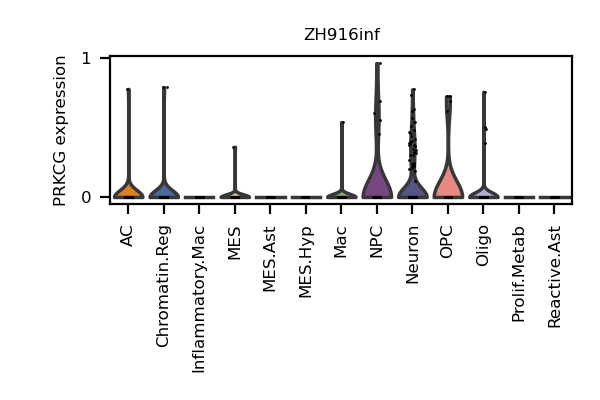 ZH916inf
PRKCG expression
1
0
AC
Chromatin.Reg
Inflammatory.Mac
MES
MES.Ast
MES.Hyp
Mac
NPC
Neuron
OPC
Oligo
Prolif.Metab
Reactive.Ast